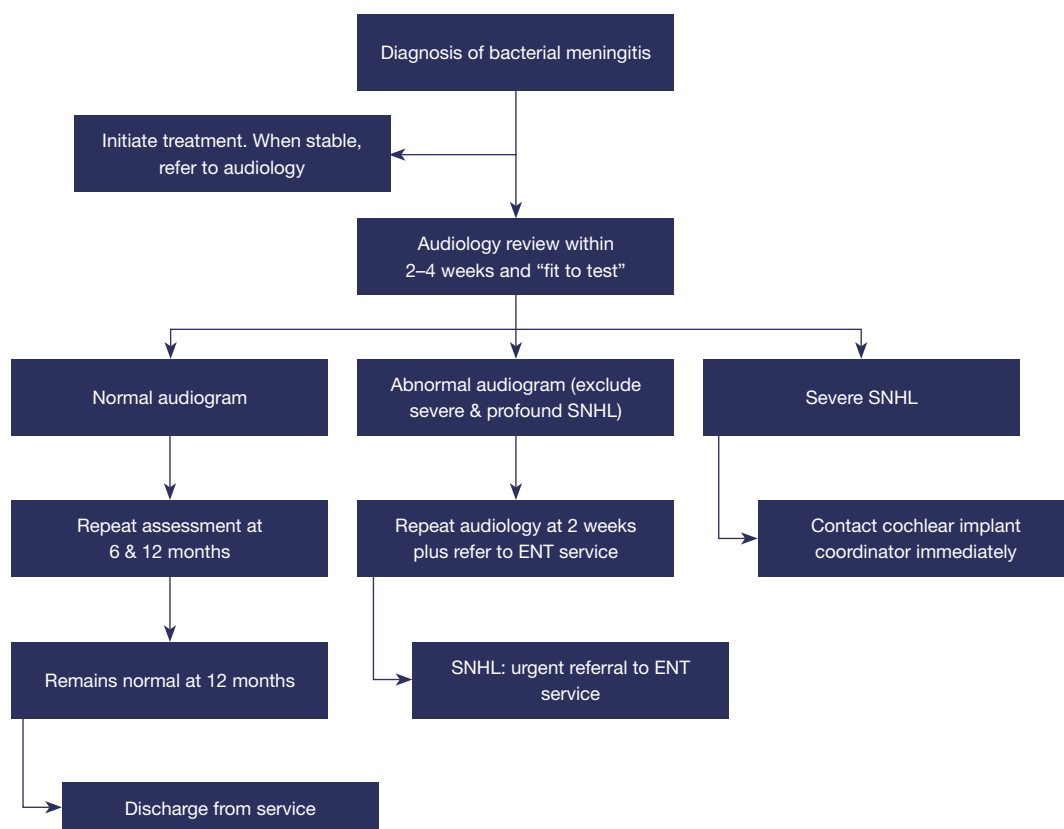 Diagnosis of bacterial meningitis
Initiate treatment. When stable,
refer to audiology
Audiology review within
2–4 weeks and “fit to test”
Normal audiogram
Abnormal audiogram (exclude
severe & profound SNHL)
Severe SNHL
Repeat assessment at
6 & 12 months
Repeat audiology at 2 weeks
plus refer to ENT service
Contact cochlear implant
coordinator immediately
Remains normal at 12 months
SNHL: urgent referral to ENT
service
Discharge from service